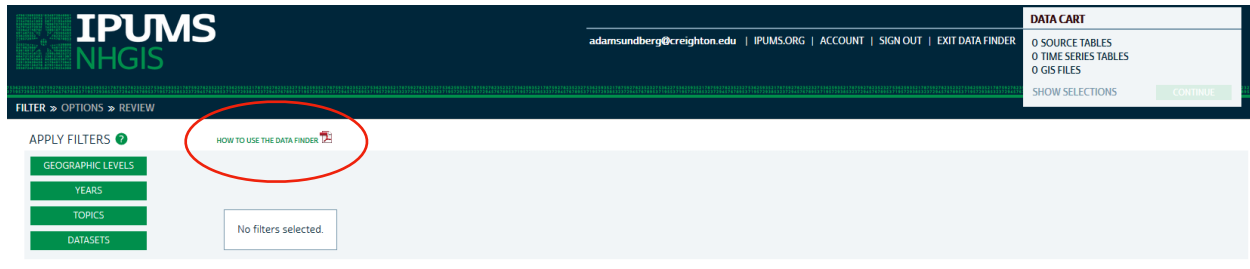 IPUMS
NHGIS
adamsundberg@creighton.edu | IPUMS.ORG | ACCOUNT | SIGN OUT | EXIT DATA FINDER
DATA CART
0 SOURCE TABLES
0 TIME SERIES TABLES
0 GIS FILES
SHOW SELECTIONS CONTINUE
FILTER » OPTIONS » REVIEW
APPLY FILTERS ? HOW TO USE THE DATA FINDER
GEOGRAPHIC LEVELS
YEARS
TOPICS
DATASETS
No filters selected.